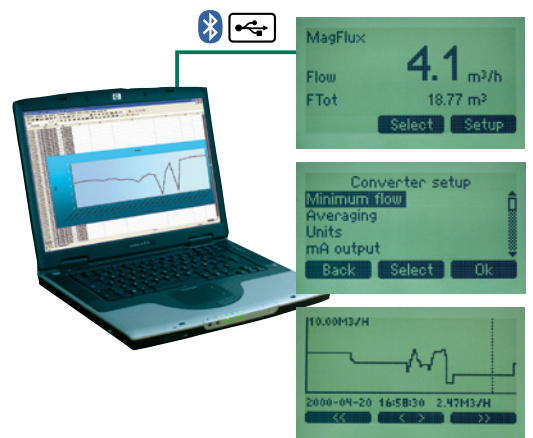 MagFlux
4.1 m³/h
Flow
FTot 18.77 m³
Select Setup
Converter setup
Minimum flow
Averaging
Units
mA output
Back Select Ok
10.00M3/H
2000-04-20 16:58:30 2.47M3/H
<< < > >>